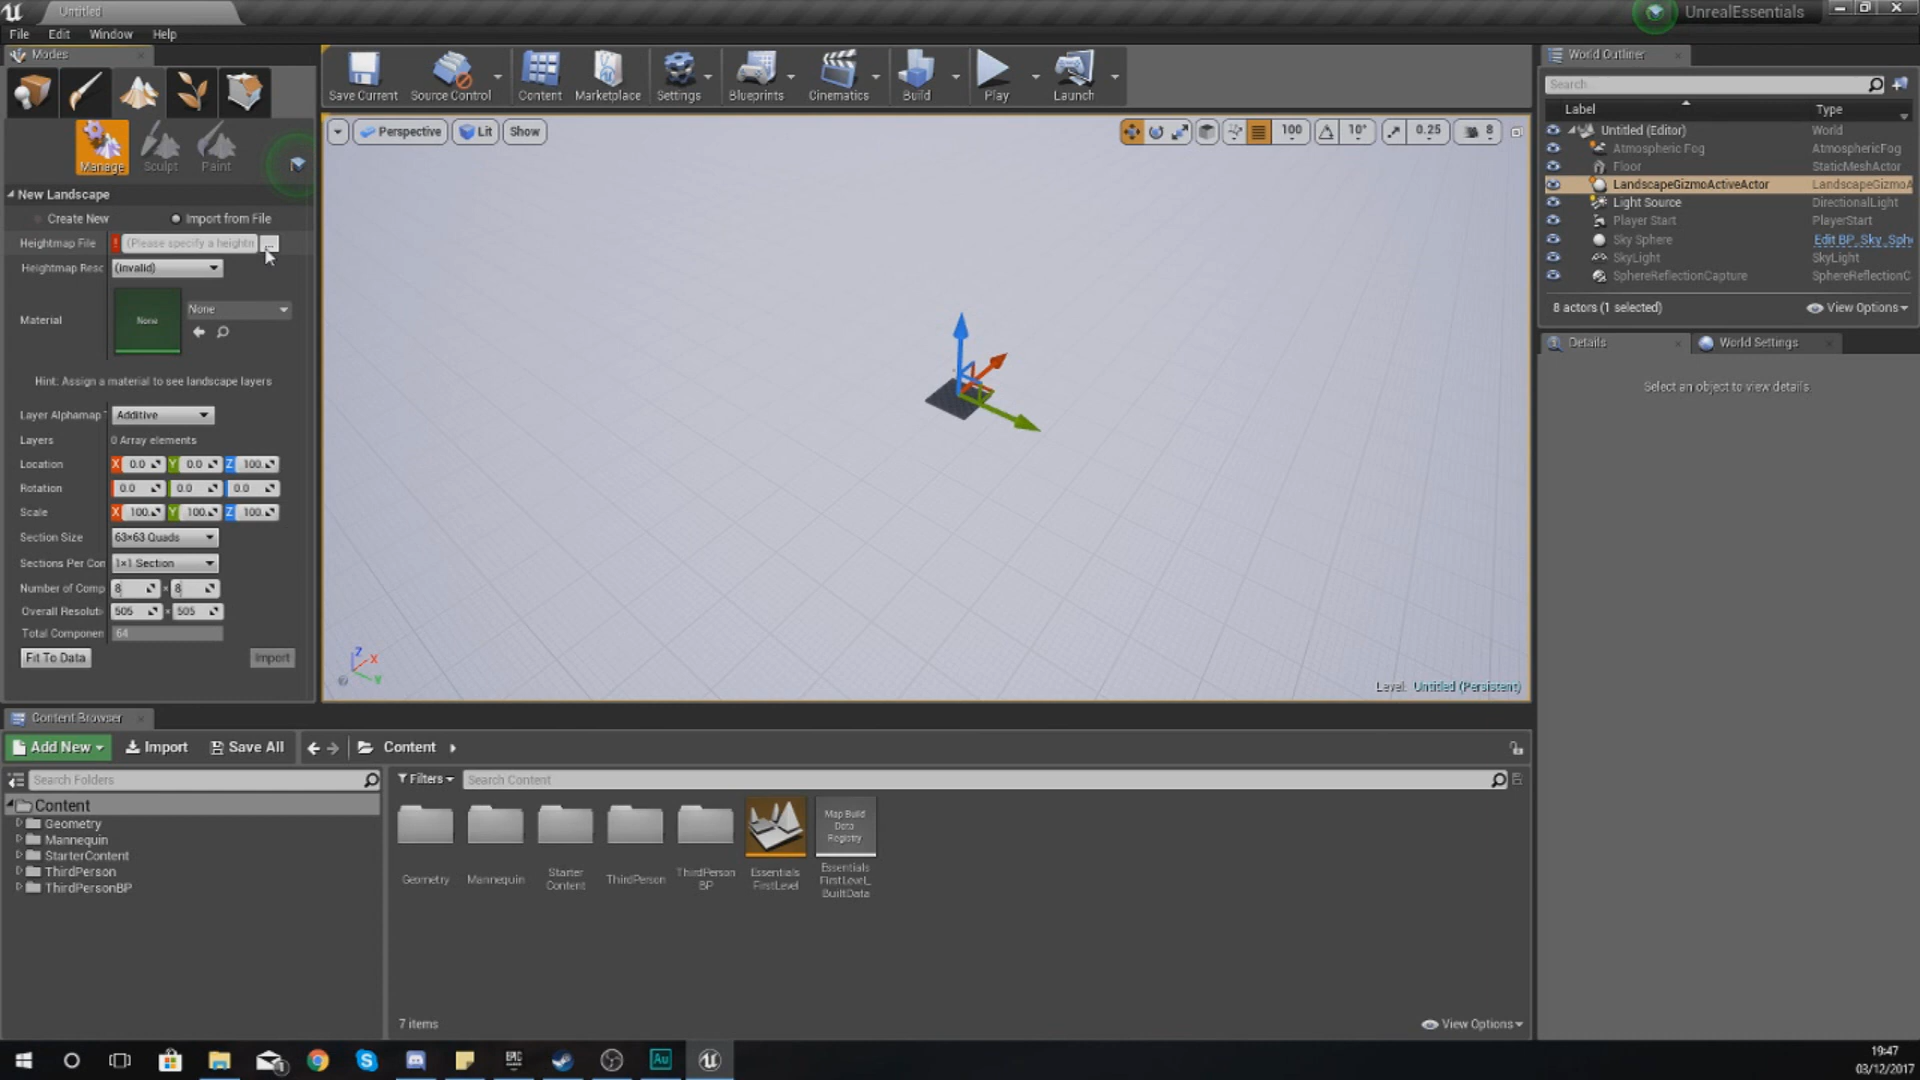 Untitled
UnrealEssentials
File Edit Window Help
Modes
Save Current
Source Control
Content
Marketplace
Settings
Blueprints
Cinematics
Build
Play
Launch
Manage
Sculpt
Paint
Perspective
Lit
Show
100
10°
0.25
8
New Landscape
Create New
Import from File
Heightmap File
(Please specify a heightm
Heightmap Resc
(invalid)
Material
None
None
Hint: Assign a material to see landscape layers
Layer Alphamap T
Additive
Layers
0 Array elements
Location
X 0.0 Y 0.0 Z 100.
Rotation
0.0 0.0 0.0
Scale
X 100. Y 100. Z 100.
Section Size
63×63 Quads
Sections Per Con
1×1 Section
Number of Comp
8 × 8
Overall Resoluti
505 × 505
Total Componen
64
Fit To Data
Import
Z
X
Y
Level: Untitled (Persistent)
World Outliner
Search
Label
Type
Untitled (Editor) World
Atmospheric Fog AtmosphericFog
Floor StaticMeshActor
LandscapeGizmoActiveActor LandscapeGizmoA
Light Source DirectionalLight
Player Start PlayerStart
Sky Sphere Edit BP_Sky_Sphe
SkyLight SkyLight
SphereReflectionCapture SphereReflectionC
8 actors (1 selected)
View Options
Details
World Settings
Select an object to view details.
Content Browser
Add New
Import
Save All
Content
Search Folders
Filters
Search Content
Content
Geometry
Mannequin
StarterContent
ThirdPerson
ThirdPersonBP
Geometry
Mannequin
Starter
Content
ThirdPerson
ThirdPerson
BP
Essentials
FirstLevel
Map Build
Data
Registry
Essentials
FirstLevel_
BuiltData
7 items
View Options
EPIC
Au
19:47
03/12/2017